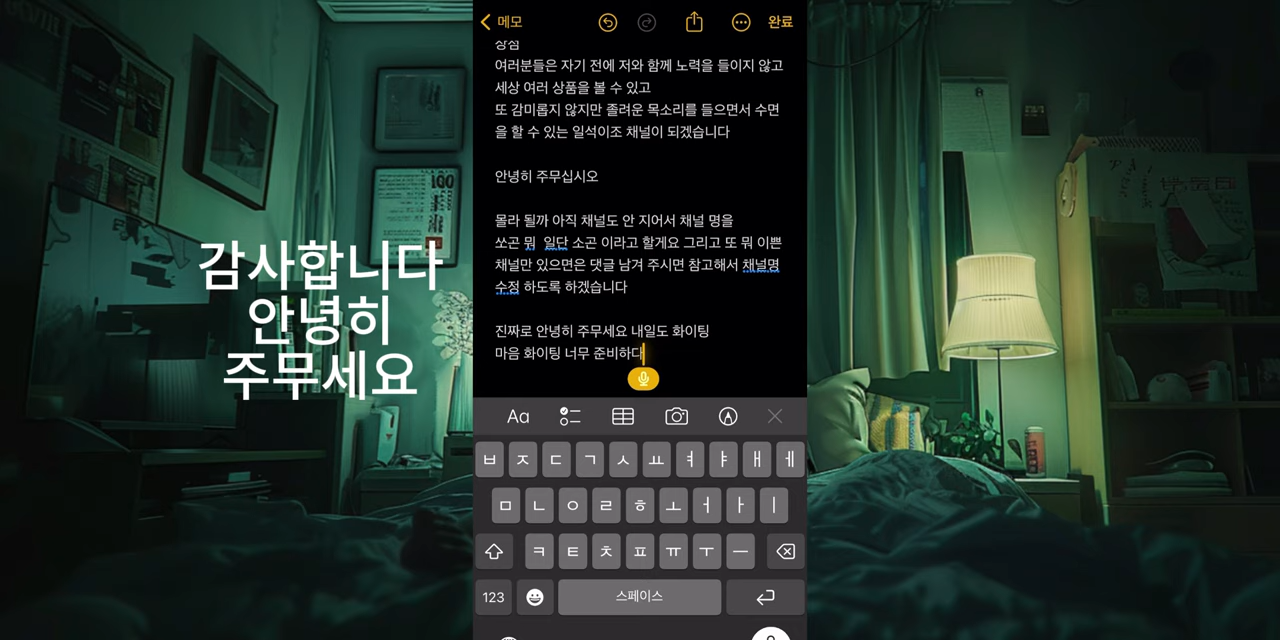 감사합니다
안녕히
주무세요
메모
완료
상점
여러분들은 자기 전에 저와 함께 노력을 들이지 않고
세상 여러 상품을 볼 수 있고
또 감미롭지 않지만 졸려운 목소리를 들으면서 수면
을 할 수 있는 일석이조 채널이 되겠습니다
안녕히 주무십시오
몰라 될까 아직 채널도 안 지어서 채널 명을
쏘곤 뭐 일단 소곤 이라고 할게요 그리고 또 뭐 이쁜
채널만 있으면은 댓글 남겨 주시면 참고해서 채널명
수정 하도록 하겠습니다
진짜로 안녕히 주무세요 내일도 화이팅
마음 화이팅 너무 준비하다
Aa
ㅂ ㅈ ㄷ ㄱ ㅅ ㅛ ㅕ ㅑ ㅐ ㅔ
ㅁ ㄴ ㅇ ㄹ ㅎ ㅗ ㅓ ㅏ ㅣ
ㅋ ㅌ ㅊ ㅍ ㅠ ㅜ ㅡ
123
스페이스
100